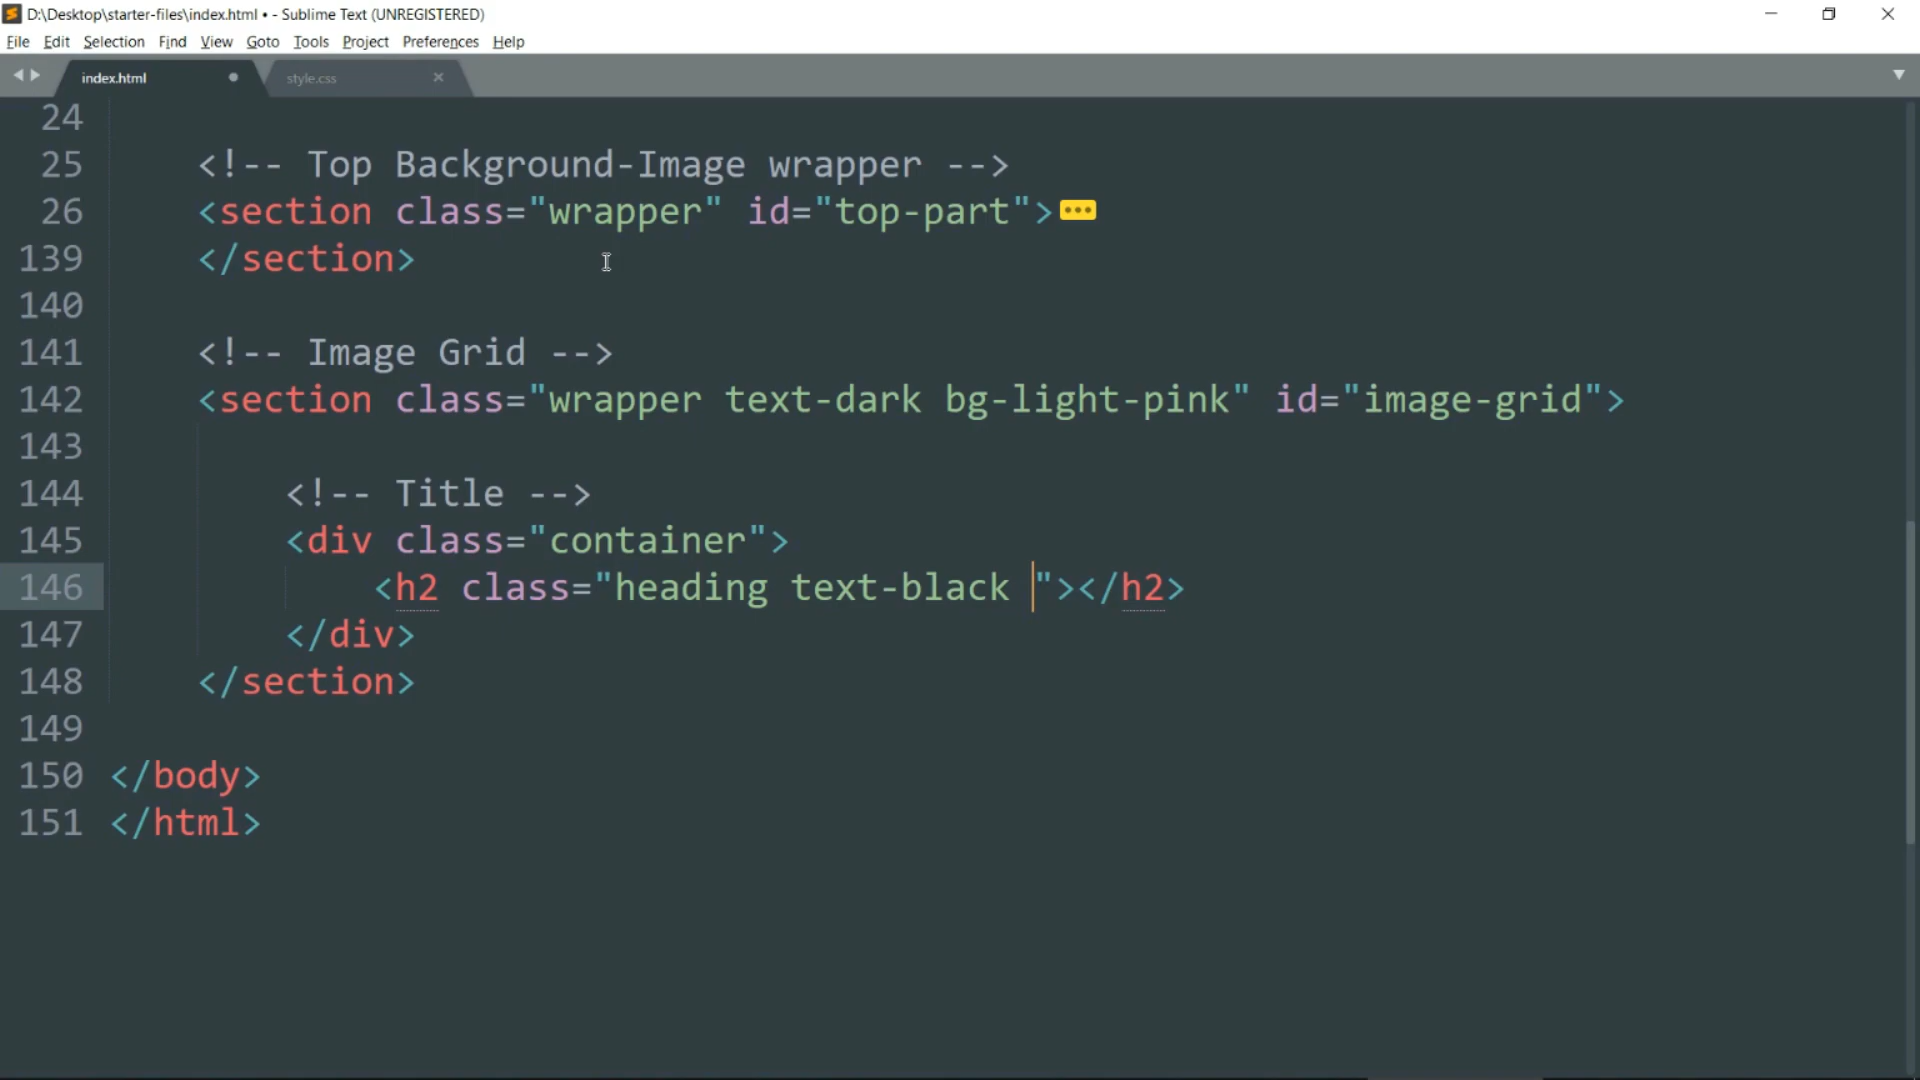 D:\Desktop\starter-files\index.html • - Sublime Text (UNREGISTERED)
File Edit Selection Find View Goto Tools Project Preferences Help
index.html style.css
24
25 <!-- Top Background-Image wrapper -->
26 <section class="wrapper" id="top-part">
139 </section>
140
141 <!-- Image Grid -->
142 <section class="wrapper text-dark bg-light-pink" id="image-grid">
143
144 <!-- Title -->
145 <div class="container">
146 <h2 class="heading text-black "></h2>
147 </div>
148 </section>
149
150 </body>
151 </html>